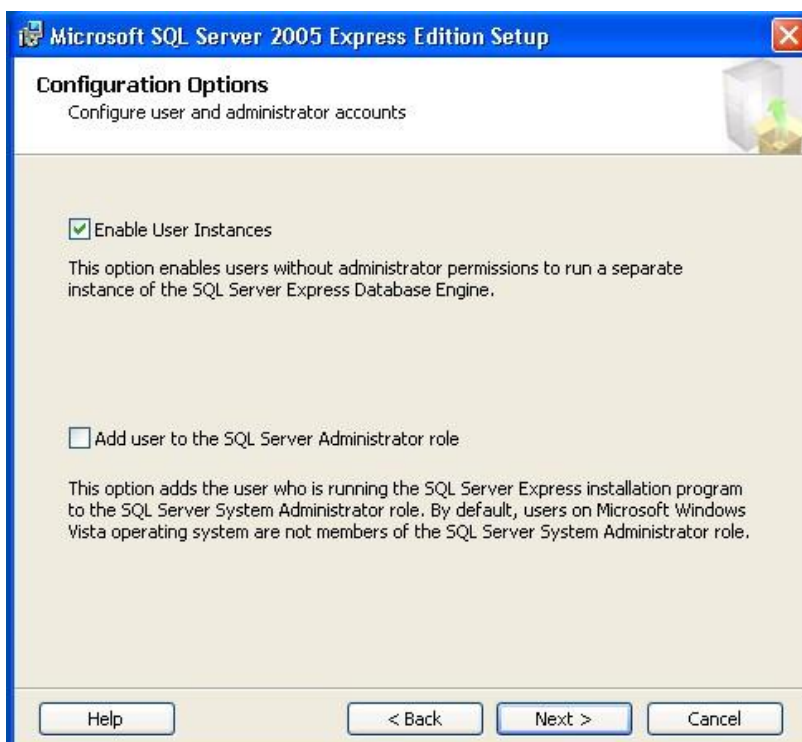 Microsoft SQL Server 2005 Express Edition Setup
Configuration Options
Configure user and administrator accounts
Enable User Instances
This option enables users without administrator permissions to run a separate
instance of the SQL Server Express Database Engine.
Add user to the SQL Server Administrator role
This option adds the user who is running the SQL Server Express installation program
to the SQL Server System Administrator role. By default, users on Microsoft Windows
Vista operating system are not members of the SQL Server System Administrator role.
Help
< Back
Next >
Cancel